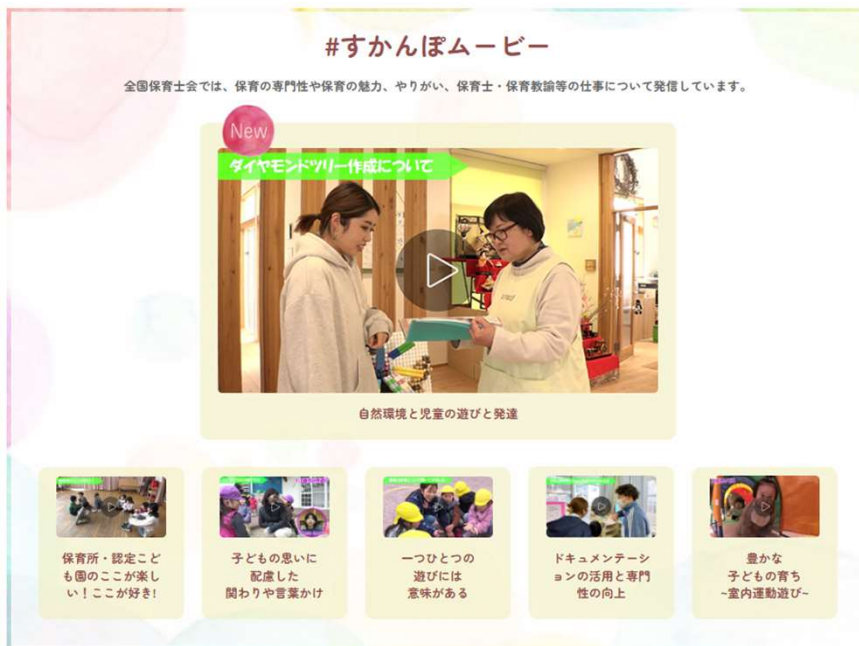 #すかんぽムービー
全国保育士会では、保育の専門性や保育の魅力、やりがい、保育士・保育教諭等の仕事について発信しています。
New
ダイヤモンドツリー作成について
自然環境と児童の遊びと発達
保育所・認定こど
も園のここが楽し
い！ここが好き!
子どもの思いに
配慮した
関わりや言葉かけ
一つひとつの
遊びには
意味がある
ドキュメンテーシ
ョンの活用と専門
性の向上
豊かな
子どもの育ち
~室内運動遊び~